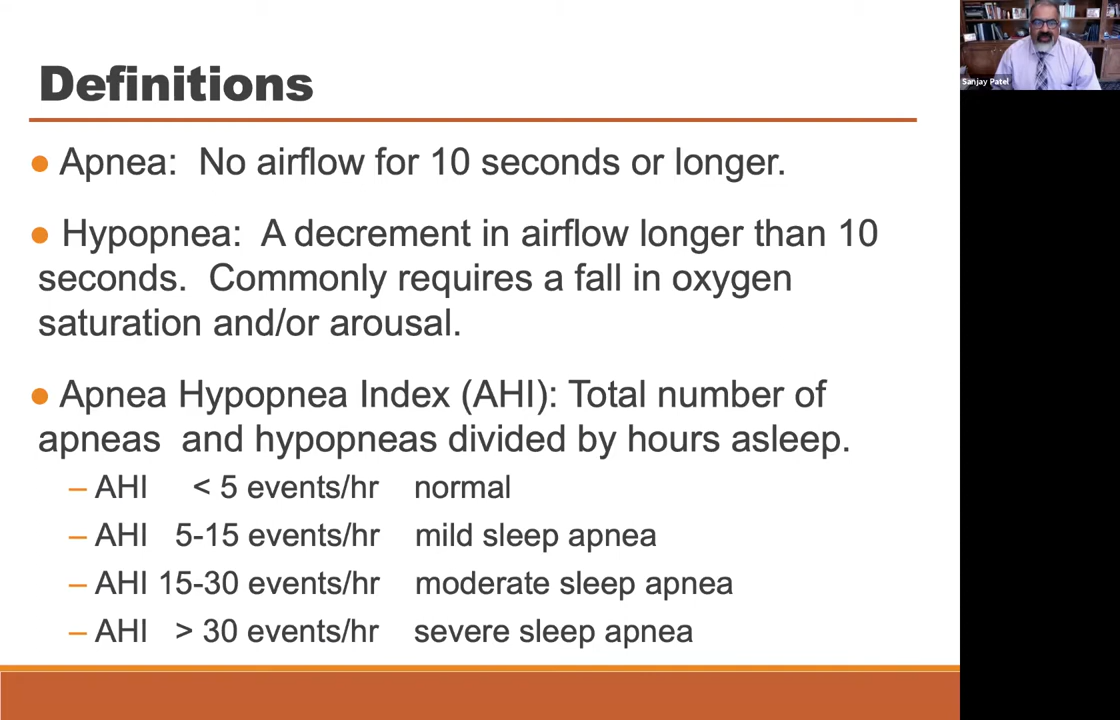 Definitions
Sanjay Patel
● Apnea: No airflow for 10 seconds or longer.
● Hypopnea: A decrement in airflow longer than 10
seconds. Commonly requires a fall in oxygen
saturation and/or arousal.
● Apnea Hypopnea Index (AHI): Total number of
apneas and hypopneas divided by hours asleep.
– AHI < 5 events/hr normal
– AHI 5-15 events/hr mild sleep apnea
– AHI 15-30 events/hr moderate sleep apnea
– AHI > 30 events/hr severe sleep apnea